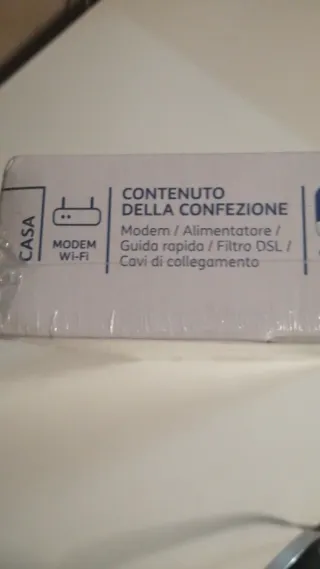 CASA
MODEM
Wi-Fi
CONTENUTO
DELLA CONFEZIONE
Modem / Alimentatore /
Guida rapida / Filtro DSL /
Cavi di collegamento